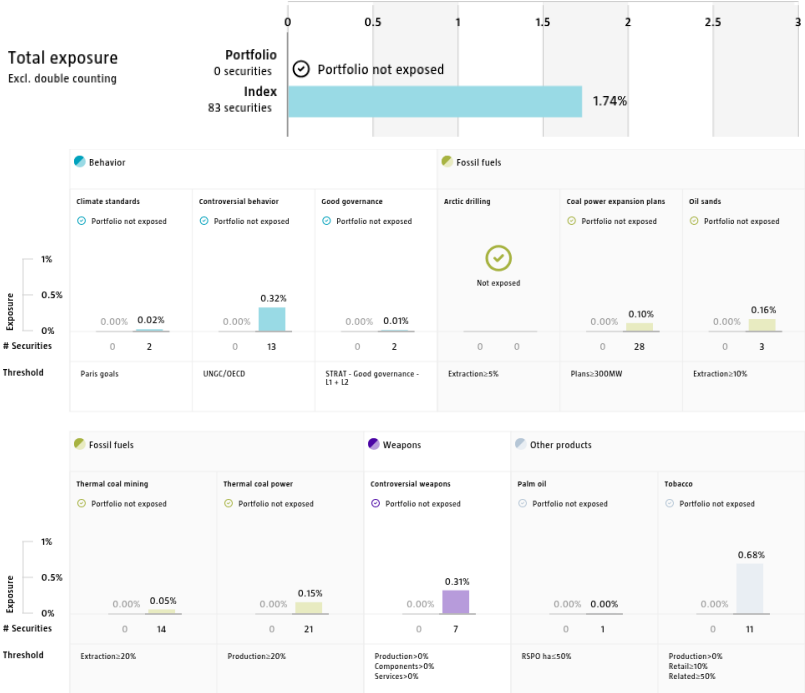 0 0.5 1 1.5 2 2.5 3
Total exposure
Excl. double counting
Portfolio
0 securities
Portfolio not exposed
Index
83 securities
1.74%
Behavior
Fossil fuels
Climate standards
Controversial behavior
Good governance
Arctic drilling
Coal power expansion plans
Oil sands
Portfolio not exposed
Portfolio not exposed
Portfolio not exposed
Portfolio not exposed
Portfolio not exposed
Not exposed
Exposure
1%
0.5%
0%
0.00% 0.02%
0.00% 0.32%
0.00% 0.01%
0.00% 0.10%
0.00% 0.16%
# Securities
0 2
0 13
0 2
0 0
0 28
0 3
Threshold
Paris goals
UNGC/OECD
STRAT - Good governance -
L1 + L2
Extraction≥5%
Plans≥300MW
Extraction≥10%
Fossil fuels
Weapons
Other products
Thermal coal mining
Thermal coal power
Controversial weapons
Palm oil
Tobacco
Portfolio not exposed
Portfolio not exposed
Portfolio not exposed
Portfolio not exposed
Portfolio not exposed
Exposure
1%
0.5%
0%
0.00% 0.05%
0.00% 0.15%
0.00% 0.31%
0.00% 0.00%
0.00% 0.68%
# Securities
0 14
0 21
0 7
0 1
0 11
Threshold
Extraction≥20%
Production≥20%
Production>0%
Components>0%
Services>0%
RSPO ha≤50%
Production>0%
Retail≥10%
Related≥50%